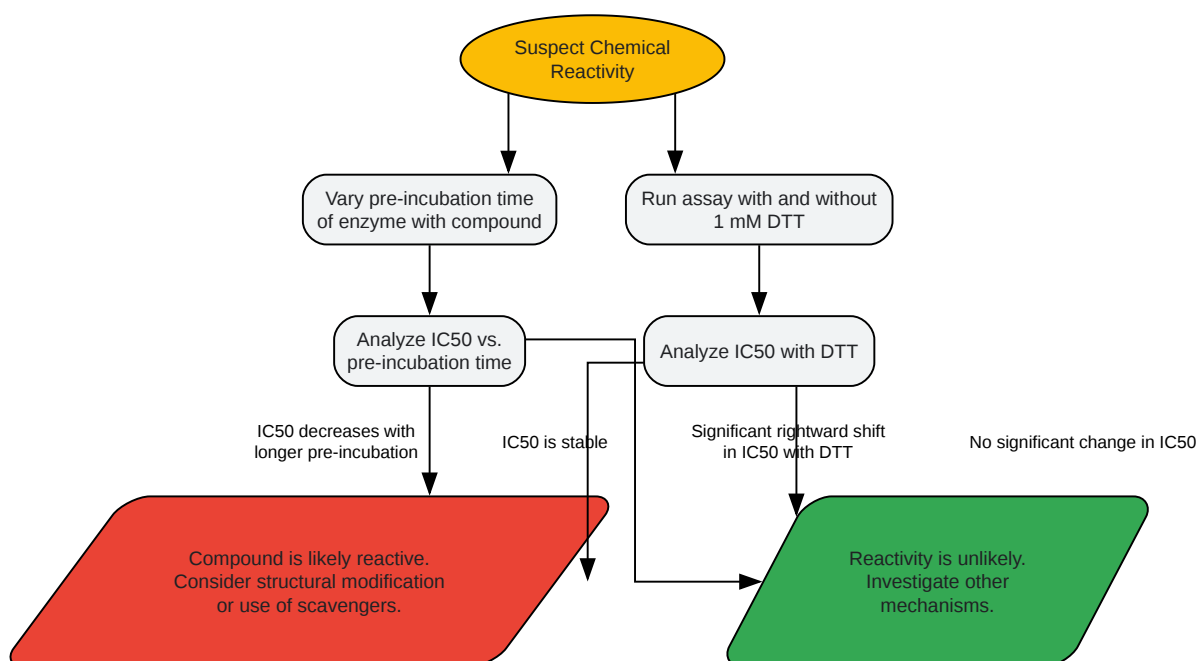 Suspect Chemical
Reactivity
Vary pre-incubation time
of enzyme with compound
Run assay with and without
1 mM DTT
Analyze IC50 vs.
pre-incubation time
Analyze IC50 with DTT
IC50 decreases with
longer pre-incubation
IC50 is stable
Significant rightward shift
in IC50 with DTT
No significant change in IC50
Compound is likely reactive.
Consider structural modification
or use of scavengers.
Reactivity is unlikely.
Investigate other
mechanisms.